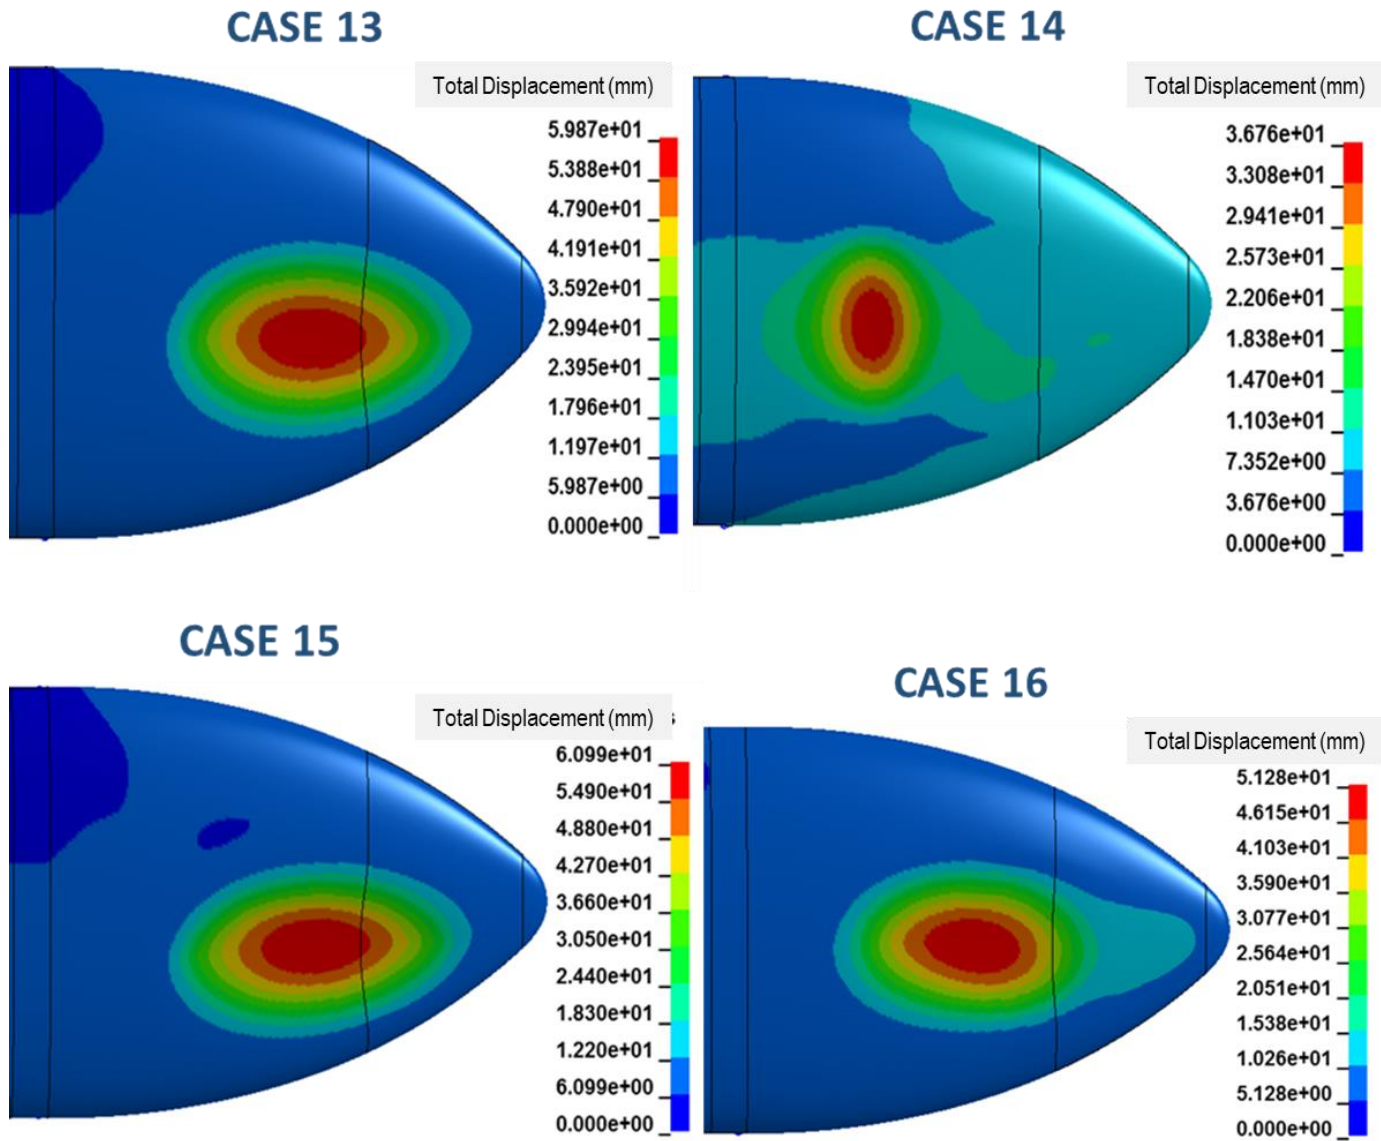 CASE 13
Total Displacement (mm)
5.987e+01
5.388e+01
4.790e+01
4.191e+01
3.592e+01
2.994e+01
2.395e+01
1.796e+01
1.197e+01
5.987e+00
0.000e+00
CASE 14
Total Displacement (mm)
3.676e+01
3.308e+01
2.941e+01
2.573e+01
2.206e+01
1.838e+01
1.470e+01
1.103e+01
7.352e+00
3.676e+00
0.000e+00
CASE 15
Total Displacement (mm)
6.099e+01
5.490e+01
4.880e+01
4.270e+01
3.660e+01
3.050e+01
2.440e+01
1.830e+01
1.220e+01
6.099e+00
0.000e+00
CASE 16
Total Displacement (mm)
5.128e+01
4.615e+01
4.103e+01
3.590e+01
3.077e+01
2.564e+01
2.051e+01
1.538e+01
1.026e+01
5.128e+00
0.000e+00